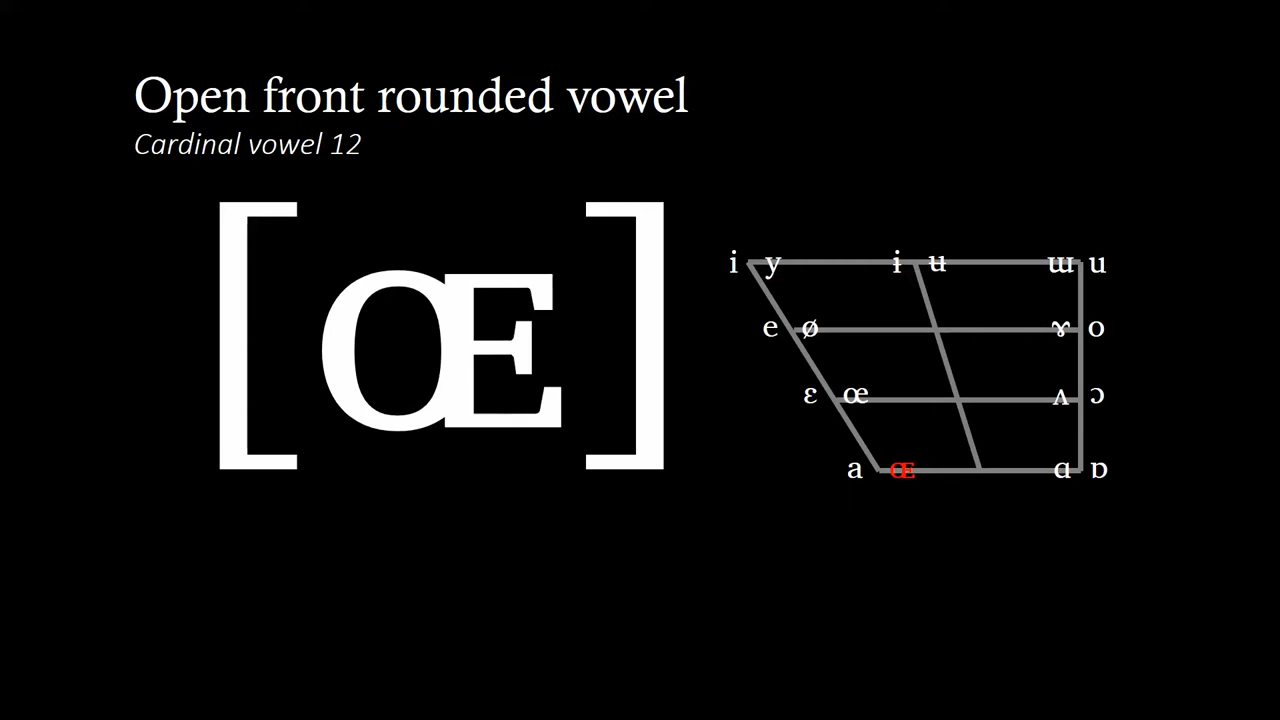 Open front rounded vowel
Cardinal vowel 12
[ɶ]
i y ɨ ʉ ɯ u
e ø ɤ o
ɛ œ ʌ ɔ
a ɶ ɑ ɒ